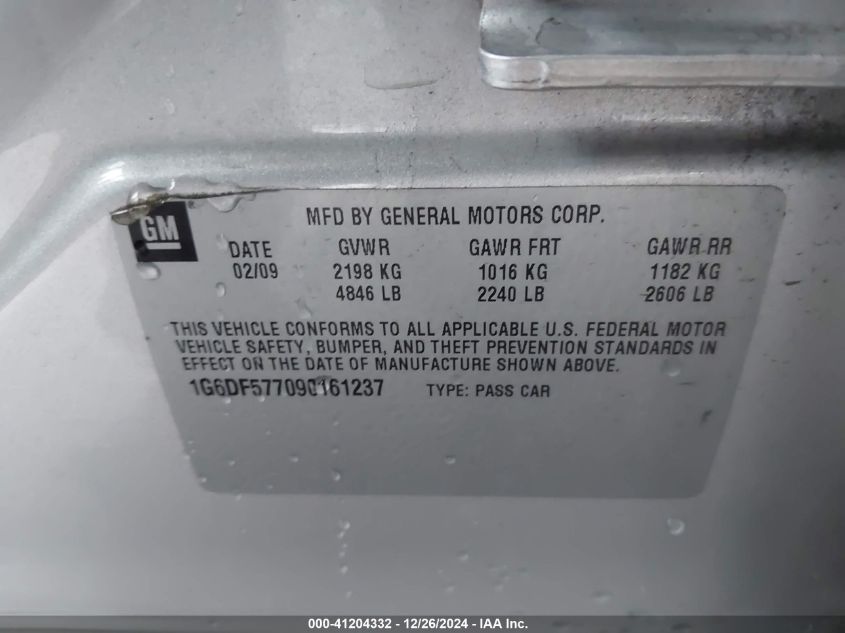 GM
MFD BY GENERAL MOTORS CORP.
DATE GVWR GAWR FRT GAWR RR
02/09 2198 KG 1016 KG 1182 KG
4846 LB 2240 LB 2606 LB
THIS VEHICLE CONFORMS TO ALL APPLICABLE U.S. FEDERAL MOTOR
VEHICLE SAFETY, BUMPER, AND THEFT PREVENTION STANDARDS IN
EFFECT ON THE DATE OF MANUFACTURE SHOWN ABOVE.
1G6DF577090161237 TYPE: PASS CAR
000-41204332 - 12/26/2024 - IAA Inc.